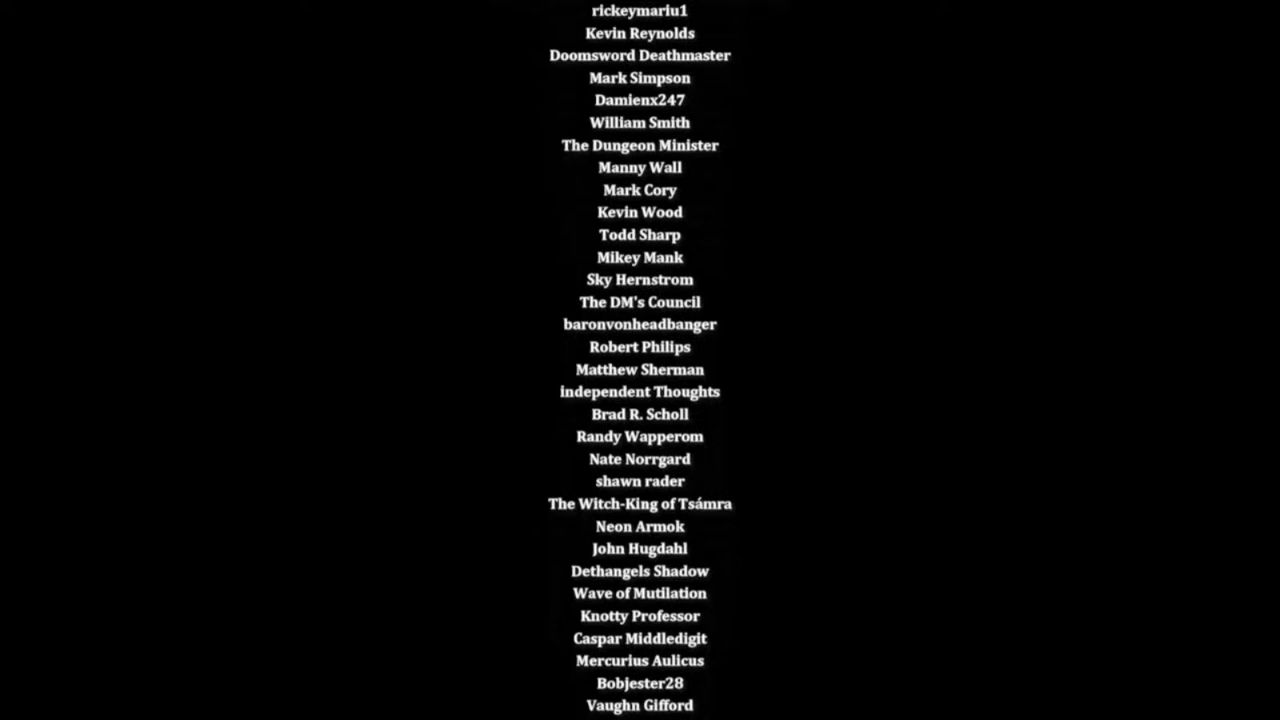 rickeymariu1
Kevin Reynolds
Doomsword Deathmaster
Mark Simpson
Damienx247
William Smith
The Dungeon Minister
Manny Wall
Mark Cory
Kevin Wood
Todd Sharp
Mikey Mank
Sky Hernstrom
The DM's Council
baronvonheadbanger
Robert Philips
Matthew Sherman
independent Thoughts
Brad R. Scholl
Randy Wapperom
Nate Norrgard
shawn rader
The Witch-King of Tsámra
Neon Armok
John Hugdahl
Dethangels Shadow
Wave of Mutilation
Knotty Professor
Caspar Middledigit
Mercurius Aulicus
Bobjester28
Vaughn Gifford